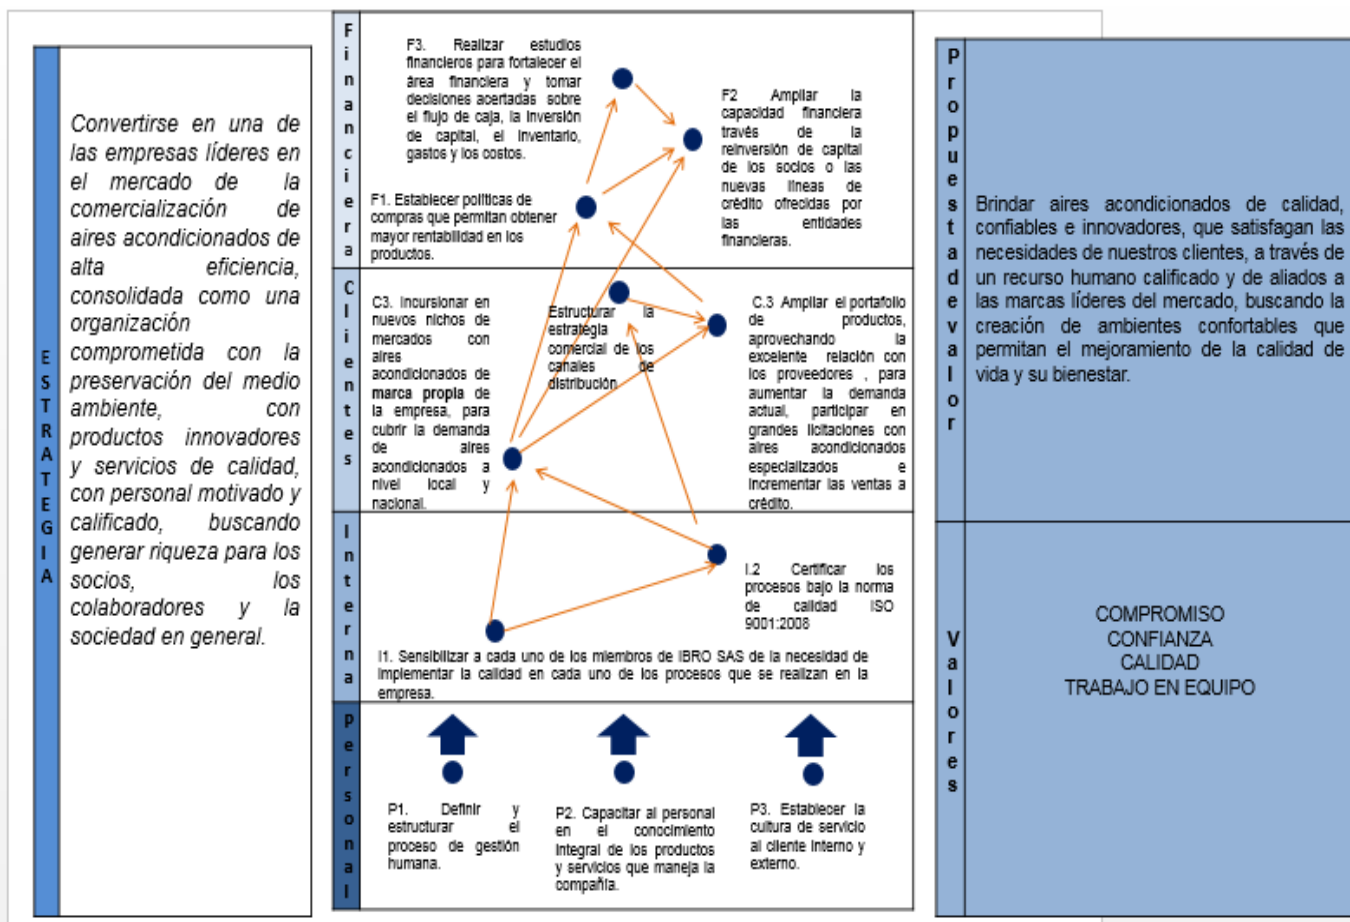 ESTRATEGIA
Convertirse en una de
las empresas líderes en
el mercado de la
comercialización de
aires acondicionados de
alta eficiencia,
consolidada como una
organización
comprometida con la
preservación del medio
ambiente, con
productos innovadores
y servicios de calidad,
con personal motivado y
calificado, buscando
generar riqueza para los
socios, los
colaboradores y la
sociedad en general.
Financiera
F3. Realizar estudios
financieros para fortalecer el
área financiera y tomar
decisiones acertadas sobre
el flujo de caja, la inversión
de capital, el inventario,
gastos y los costos.
F2 Ampliar la
capacidad financiera
través de la
reinversión de capital
de los socios o las
nuevas líneas de
crédito ofrecidas por
las entidades
financieras.
F1. Establecer políticas de
compras que permitan obtener
mayor rentabilidad en los
productos.
Clientes
C3. Incursionar en
nuevos nichos de
mercados con
aires
acondicionados de
marca propia de
la empresa, para
cubrir la demanda
de aires
acondicionados a
nivel local y
nacional.
Estructurar la
estrategia
comercial de los
canales de
distribución
C.3 Ampliar el portafolio
de productos,
aprovechando la
excelente relación con
los proveedores , para
aumentar la demanda
actual, participar en
grandes licitaciones con
aires acondicionados
especializados e
incrementar las ventas a
crédito.
Interna
I.2 Certificar los
procesos bajo la norma
de calidad ISO
9001:2008
I1. Sensibilizar a cada uno de los miembros de IBRO SAS de la necesidad de
implementar la calidad en cada uno de los procesos que se realizan en la
empresa.
personal
P1. Definir y
estructurar el
proceso de gestión
humana.
P2. Capacitar al personal
en el conocimiento
integral de los productos
y servicios que maneja la
compañía.
P3. Establecer la
cultura de servicio
al cliente interno y
externo.
Propuesta de valor
Brindar aires acondicionados de calidad,
confiables e innovadores, que satisfagan las
necesidades de nuestros clientes, a través de
un recurso humano calificado y de aliados a
las marcas líderes del mercado, buscando la
creación de ambientes confortables que
permitan el mejoramiento de la calidad de
vida y su bienestar.
Valores
COMPROMISO
CONFIANZA
CALIDAD
TRABAJO EN EQUIPO